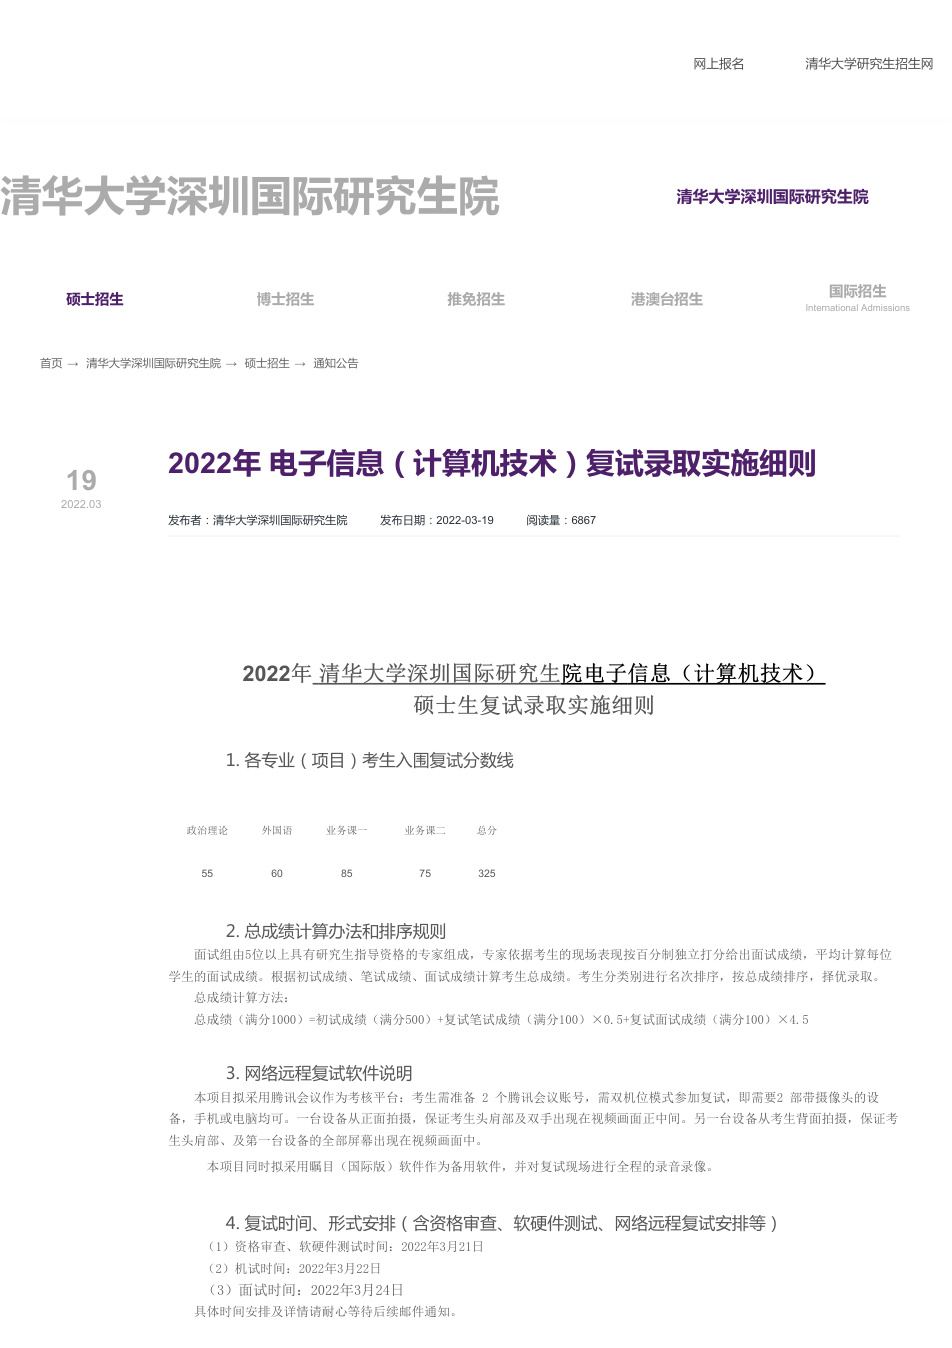 网上报名 清华大学研究生招生网
清华大学深圳国际研究生院 清华大学深圳国际研究生院
硕士招生 博士招生 推免招生 港澳台招生 国际招生
International Admissions
首页 → 清华大学深圳国际研究生院 → 硕士招生 → 通知公告
2022年 电子信息（计算机技术）复试录取实施细则
19
2022.03
发布者：清华大学深圳国际研究生院 发布日期：2022-03-19 阅读量：6867
2022年 清华大学深圳国际研究生院电子信息（计算机技术）
硕士生复试录取实施细则
1. 各专业（项目）考生入围复试分数线
政治理论 外国语 业务课一 业务课二 总分
55 60 85 75 325
2. 总成绩计算办法和排序规则
面试组由5位以上具有研究生指导资格的专家组成，专家依据考生的现场表现按百分制独立打分给出面试成绩，平均计算每位
学生的面试成绩。根据初试成绩、笔试成绩、面试成绩计算考生总成绩。考生分类别进行名次排序，按总成绩排序，择优录取。
总成绩计算方法：
总成绩（满分1000）=初试成绩（满分500）+复试笔试成绩（满分100）×0.5+复试面试成绩（满分100）×4.5
3. 网络远程复试软件说明
本项目拟采用腾讯会议作为考核平台；考生需准备 2 个腾讯会议账号，需双机位模式参加复试，即需要2 部带摄像头的设
备，手机或电脑均可。一台设备从正面拍摄，保证考生头肩部及双手出现在视频画面正中间。另一台设备从考生背面拍摄，保证考
生头肩部、及第一台设备的全部屏幕出现在视频画面中。
本项目同时拟采用瞩目（国际版）软件作为备用软件，并对复试现场进行全程的录音录像。
4. 复试时间、形式安排（含资格审查、软硬件测试、网络远程复试安排等）
（1）资格审查、软硬件测试时间：2022年3月21日
（2）机试时间：2022年3月22日
（3）面试时间：2022年3月24日
具体时间安排及详情请耐心等待后续邮件通知。